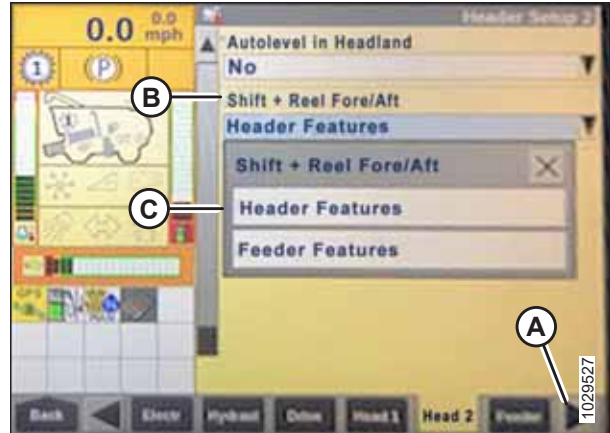 Header Setup 2
0.0
0.0 mph
1
(P)
Autolevel in Headland
No
B
Shift + Reel Fore/Aft
Header Features
Shift + Reel Fore/Aft
C
Header Features
Feeder Features
GPS
A
1029527
Back
Electr
Hydraul
Drive
Head 1
Head 2
Feeder